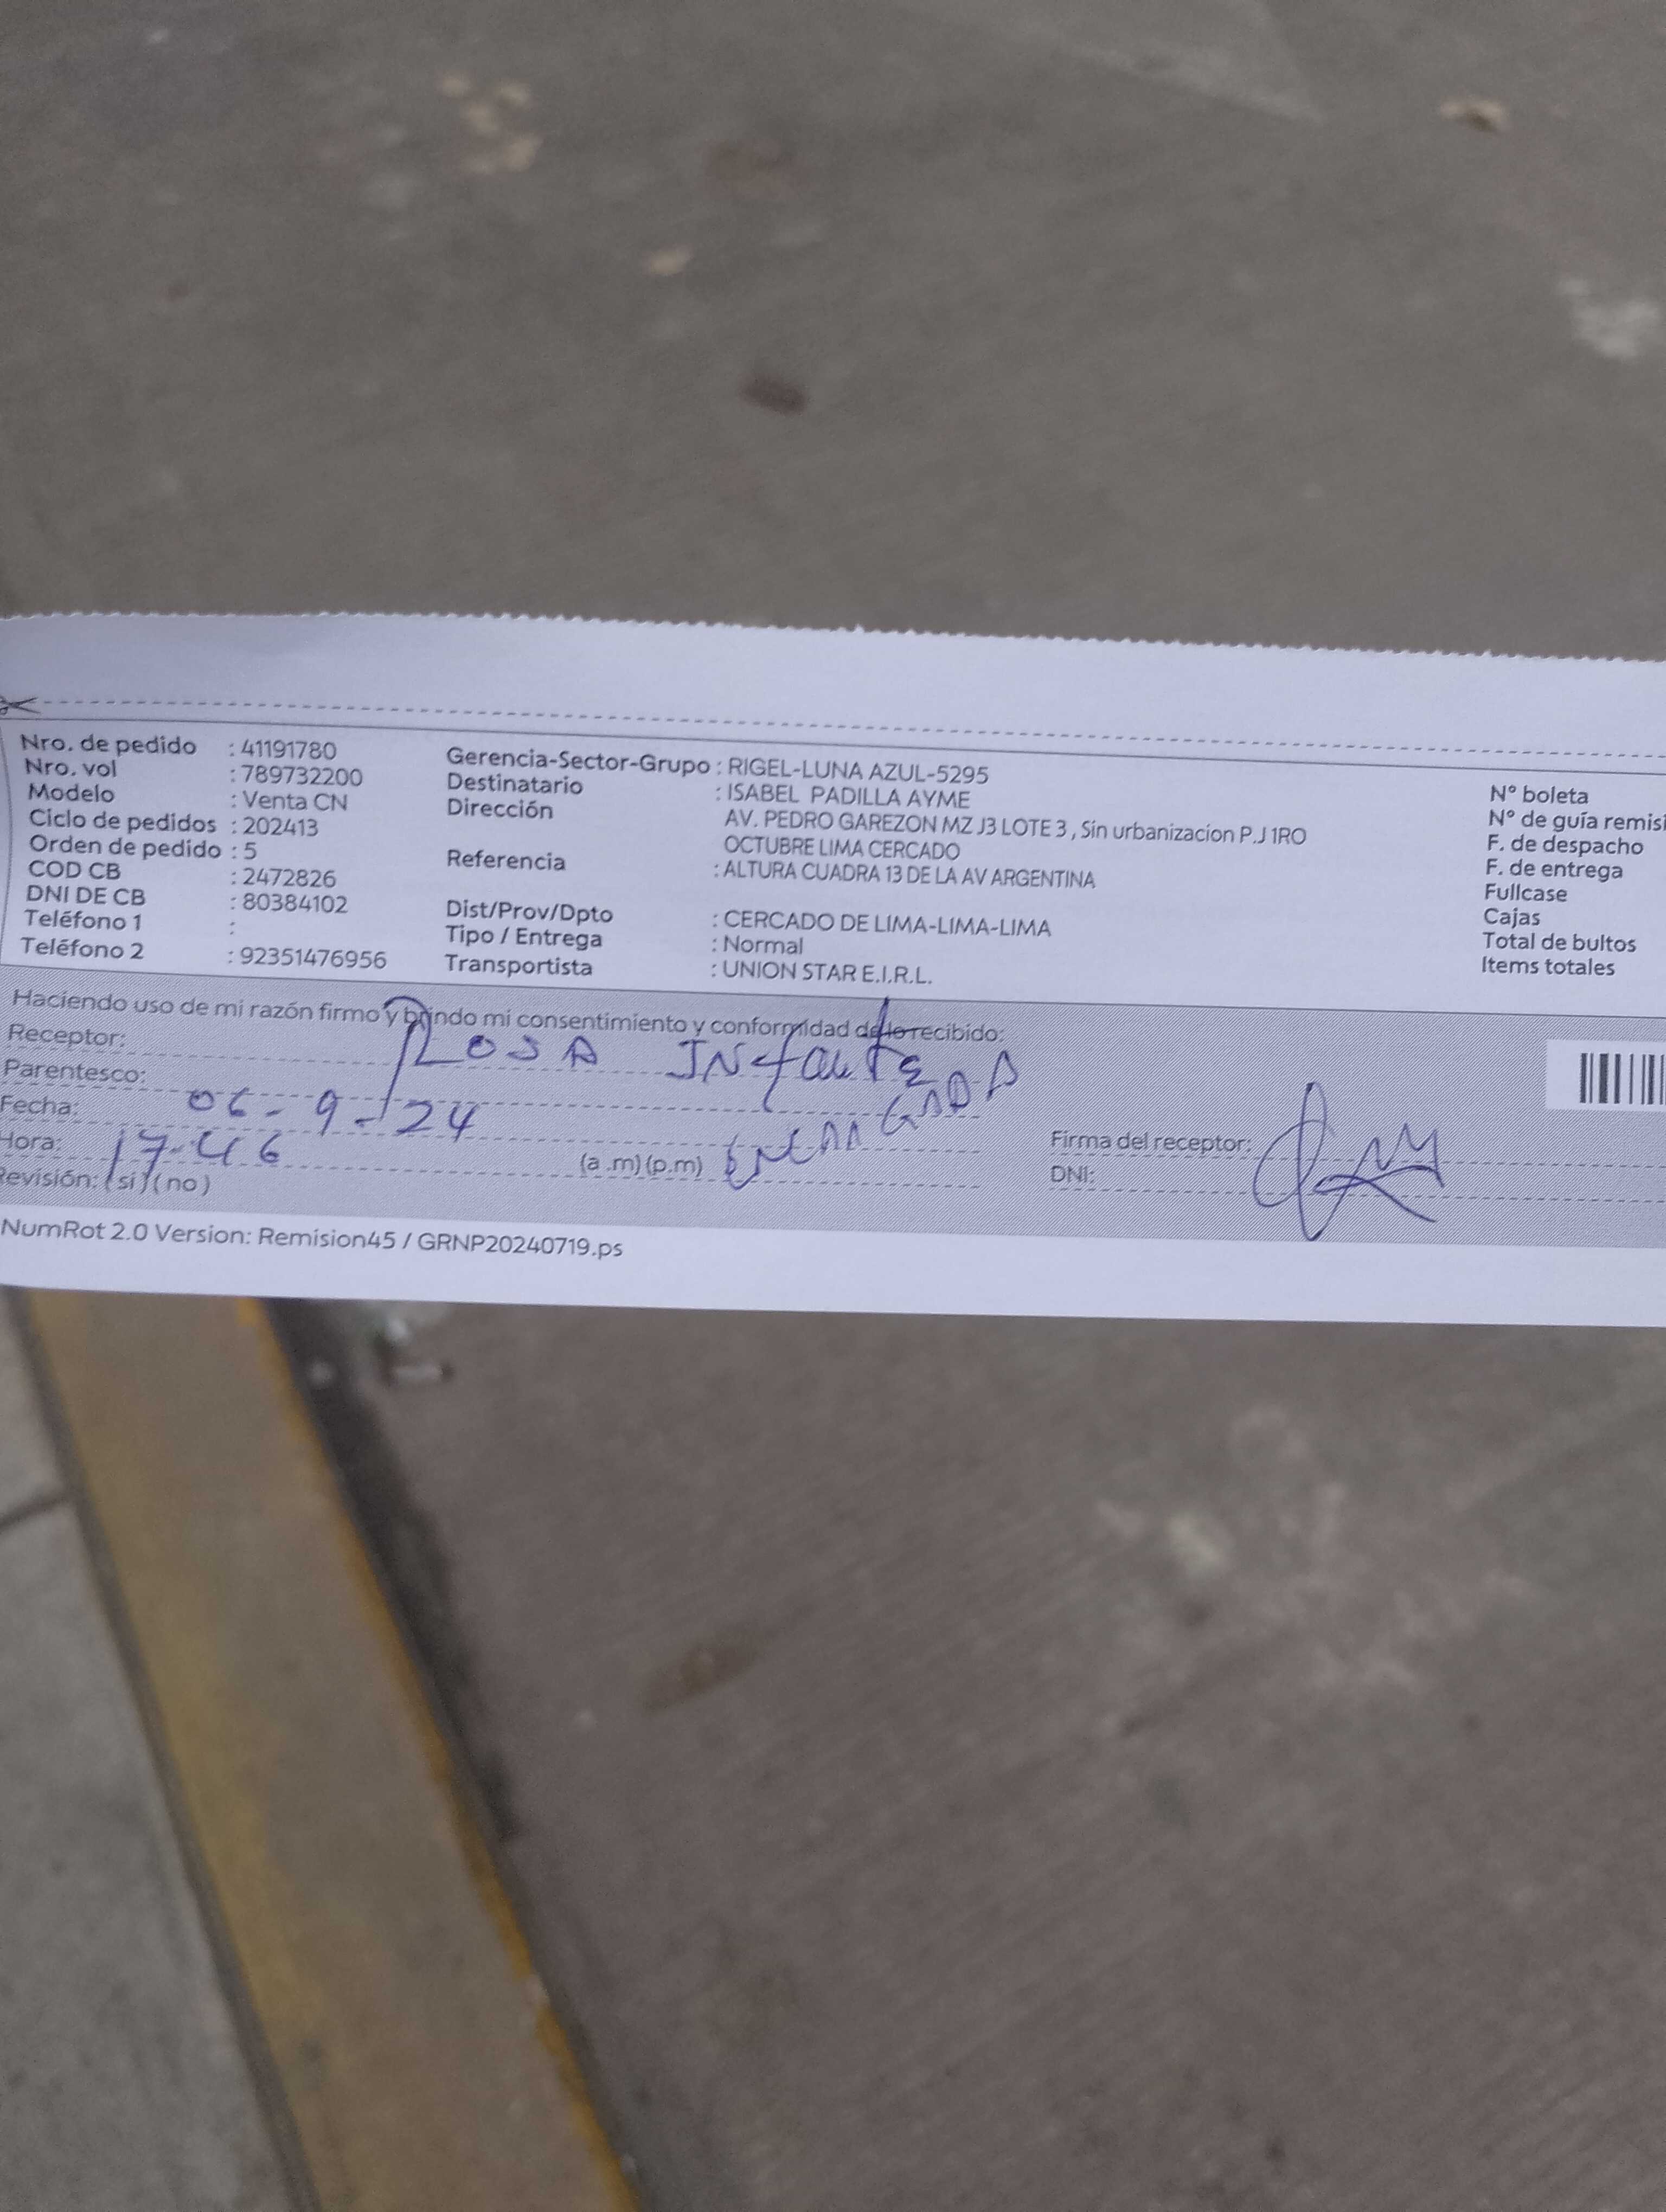 Nro. de pedido : 41191780
Nro. vol : 789732200
Modelo : Venta CN
Ciclo de pedidos : 202413
Orden de pedido : 5
COD CB : 2472826
DNI DE CB : 80384102
Teléfono 1 :
Teléfono 2 : 92351476956
Gerencia-Sector-Grupo : RIGEL-LUNA AZUL-5295
Destinatario : ISABEL PADILLA AYME
Dirección AV. PEDRO GAREZON MZ J3 LOTE 3 , Sin urbanizacion P.J 1RO
OCTUBRE LIMA CERCADO
Referencia : ALTURA CUADRA 13 DE LA AV ARGENTINA
Dist/Prov/Dpto : CERCADO DE LIMA-LIMA-LIMA
Tipo / Entrega : Normal
Transportista : UNION STAR E.I.R.L.
N° boleta
N° de guía remisi
F. de despacho
F. de entrega
Fullcase
Cajas
Total de bultos
Items totales
Haciendo uso de mi razón firmo y brindo mi consentimiento y conformidad de lo recibido:
Receptor: ROSA INfanTE
Parentesco:
Fecha: 06-9-24
Hora: 17-46 (a .m) (p.m) ENCARGADA
Revisión: (si) (no)
Firma del receptor:
DNI:
NumRot 2.0 Version: Remision45 / GRNP20240719.ps